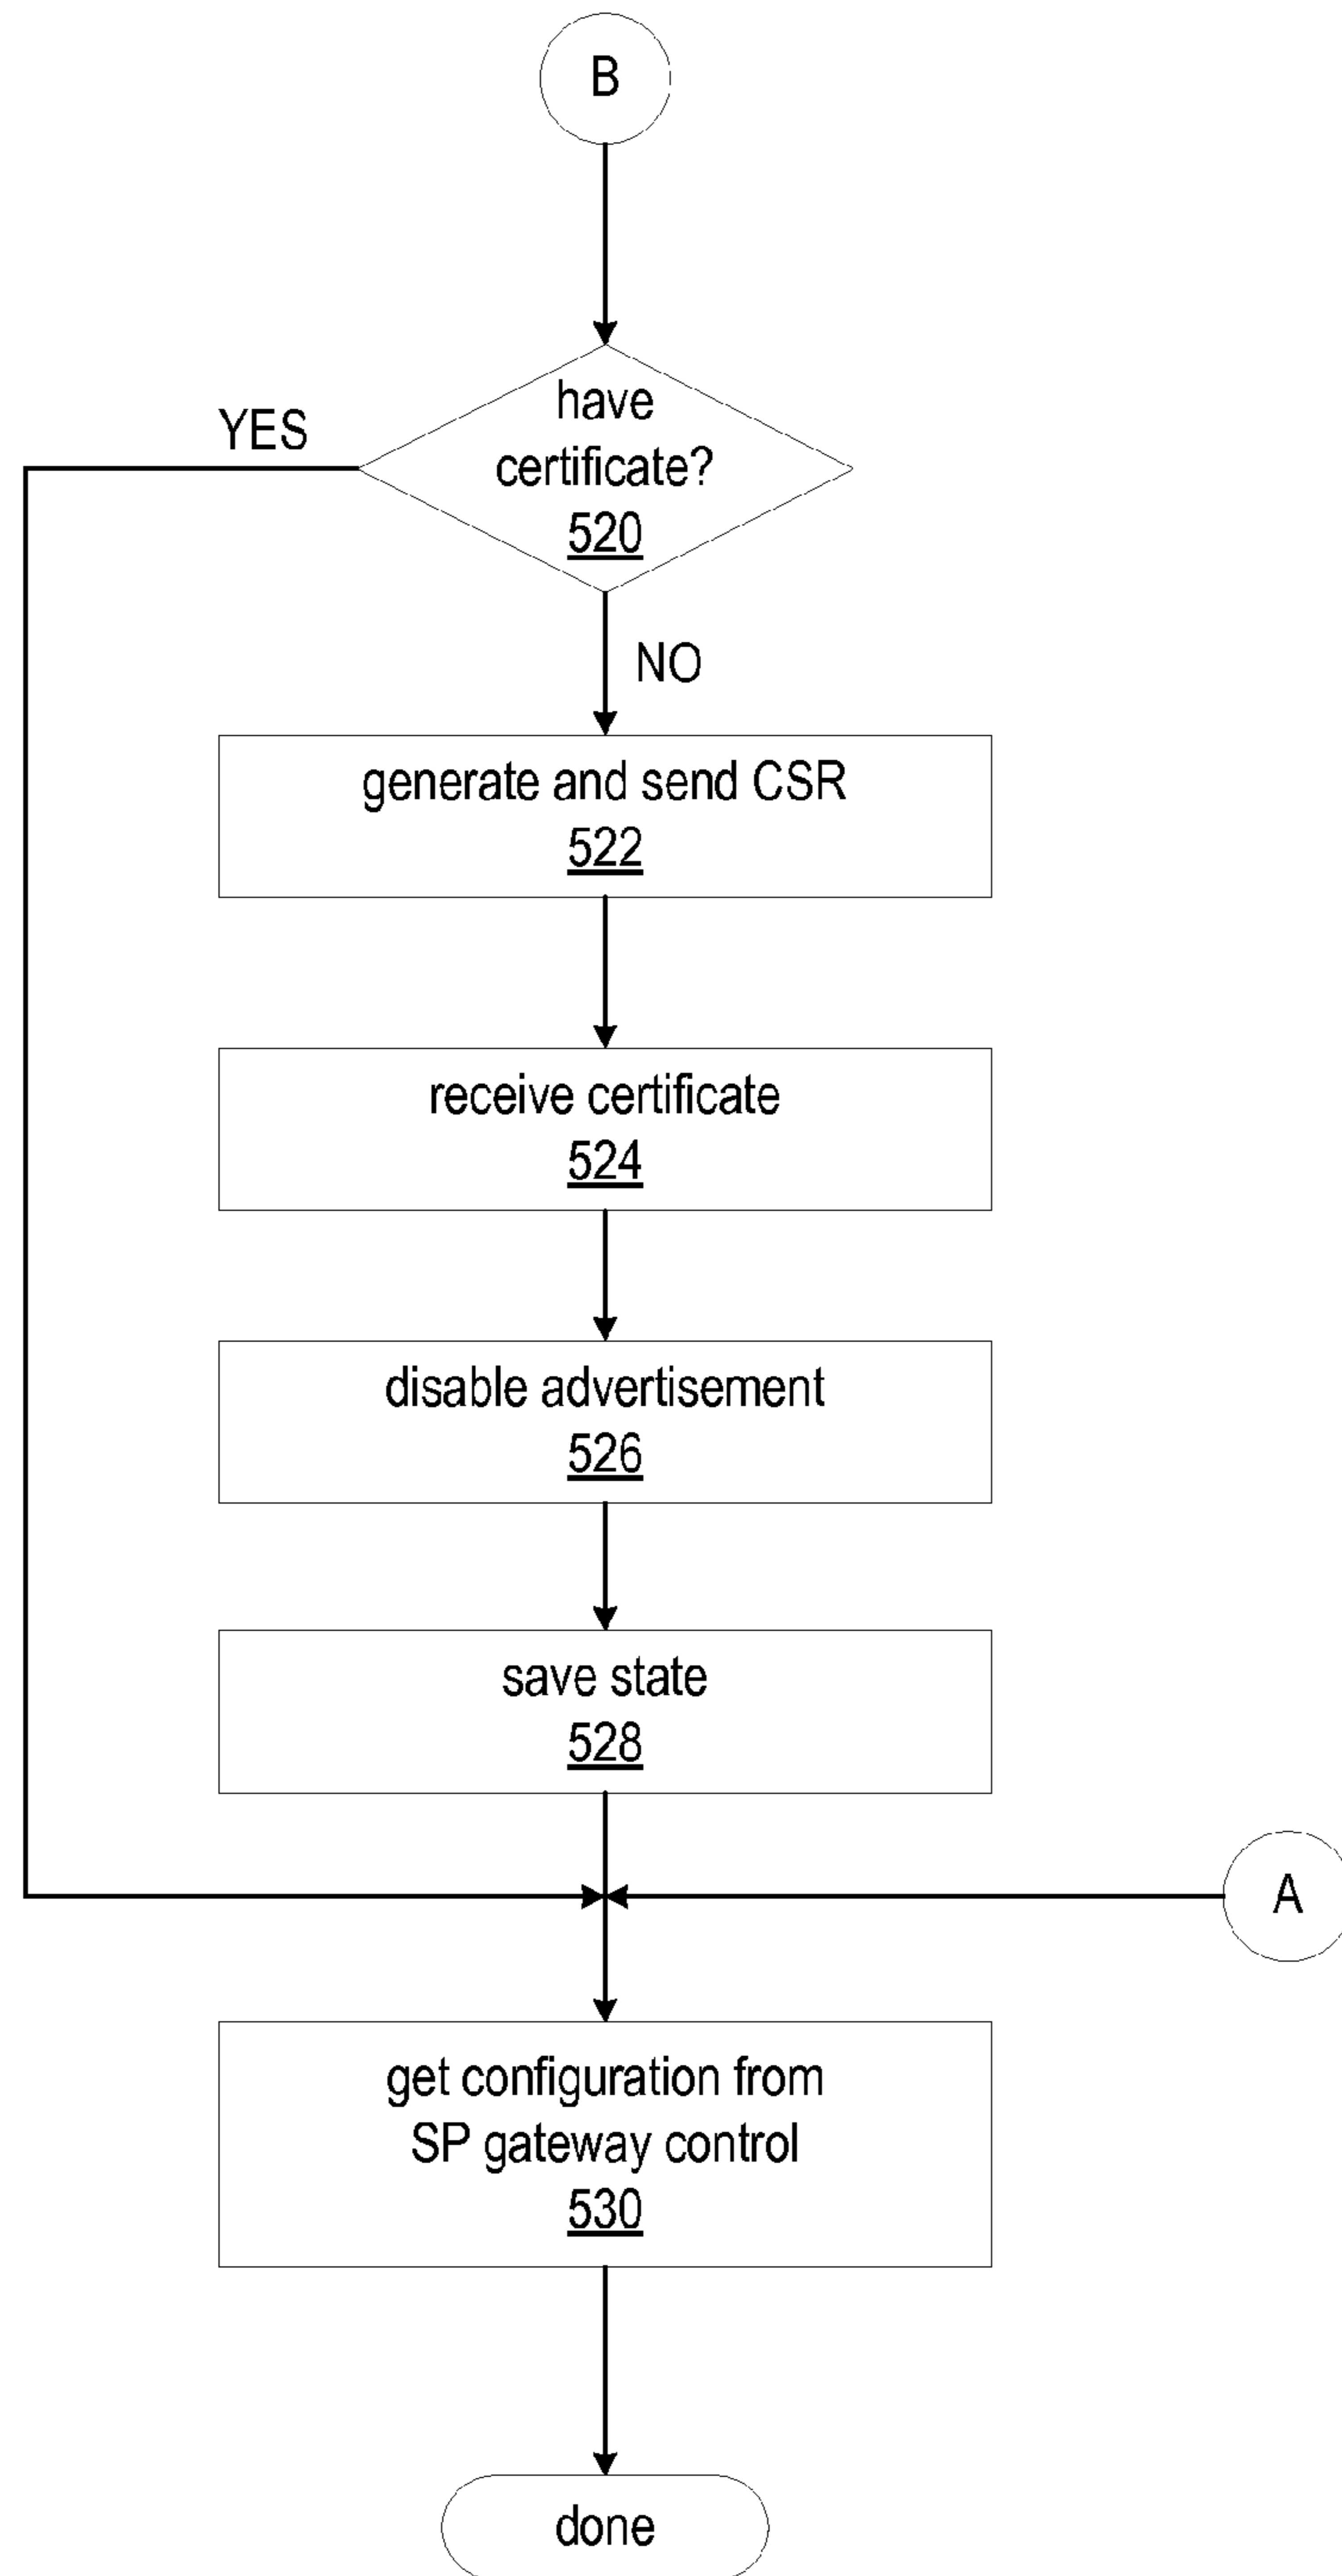 B
have
certificate?
520
YES
NO
generate and send CSR
522
receive certificate
524
disable advertisement
526
save state
528
A
get configuration from
SP gateway control
530
done